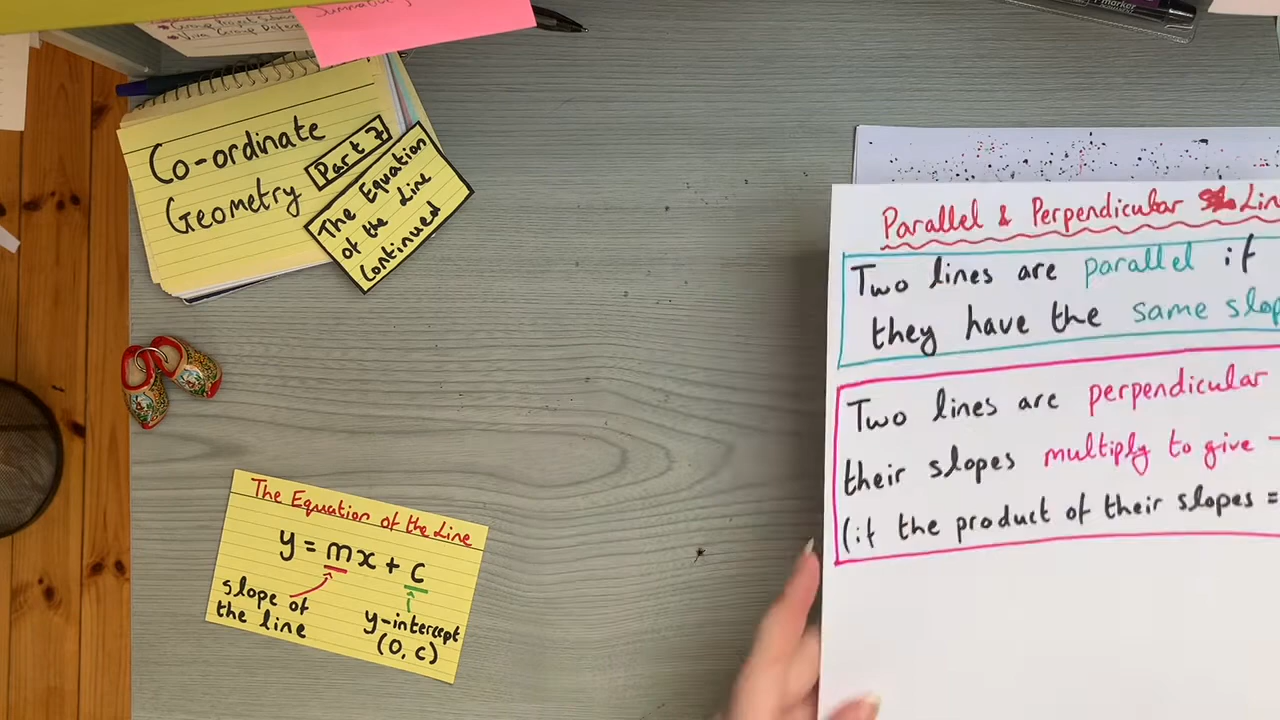 Co-ordinate
Geometry
Part 7
The Equation
of the Line
Continued
The Equation of the Line
y = mx + c
slope of
the line
y-intercept
(0, c)
Parallel & Perpendicular
Two lines are parallel if
they have the same
Two lines are perpendicular
their slopes multiply to give -
(if the product of their slopes =